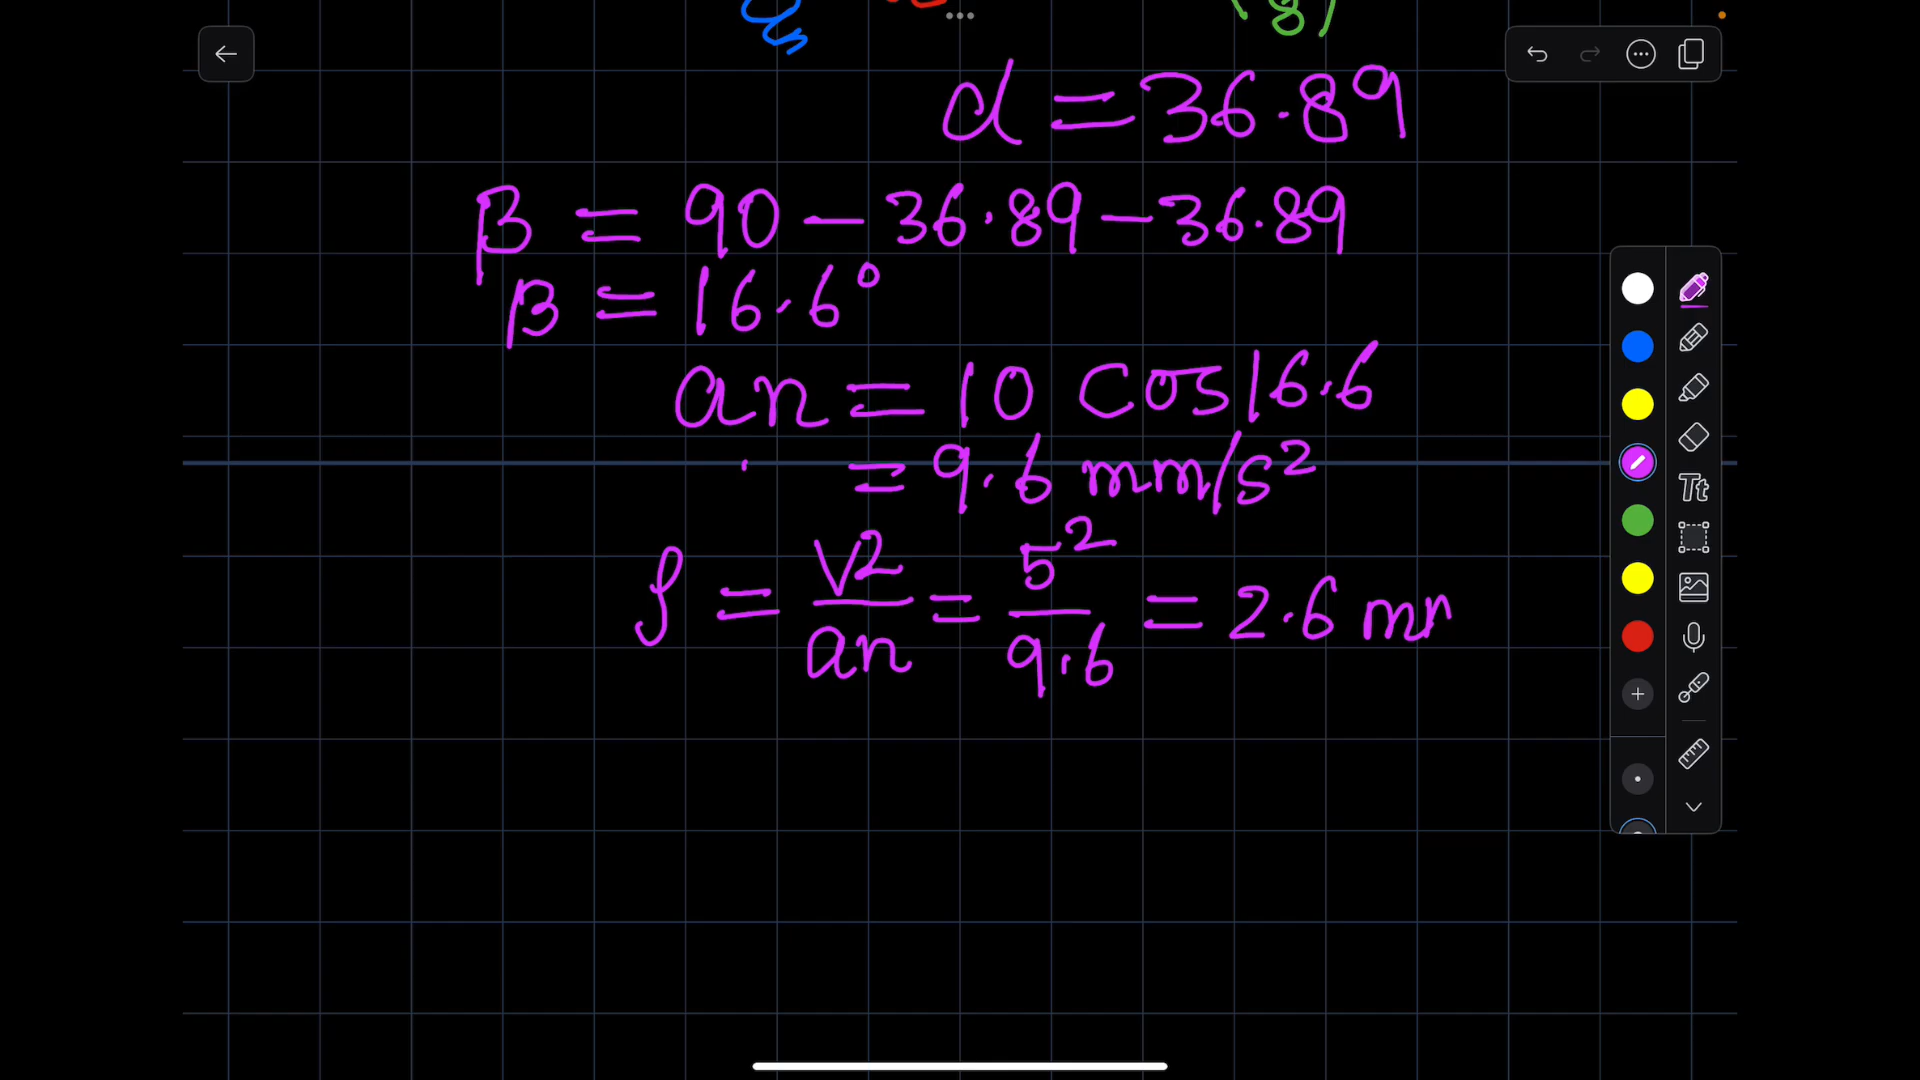 d = 36.89
β = 90 - 36.89 - 36.89
β = 16.6°
an = 10 cos 16.6
= 9.6 mm/s²
ρ = v2/an = 5²/9.6 = 2.6 mm
Tt